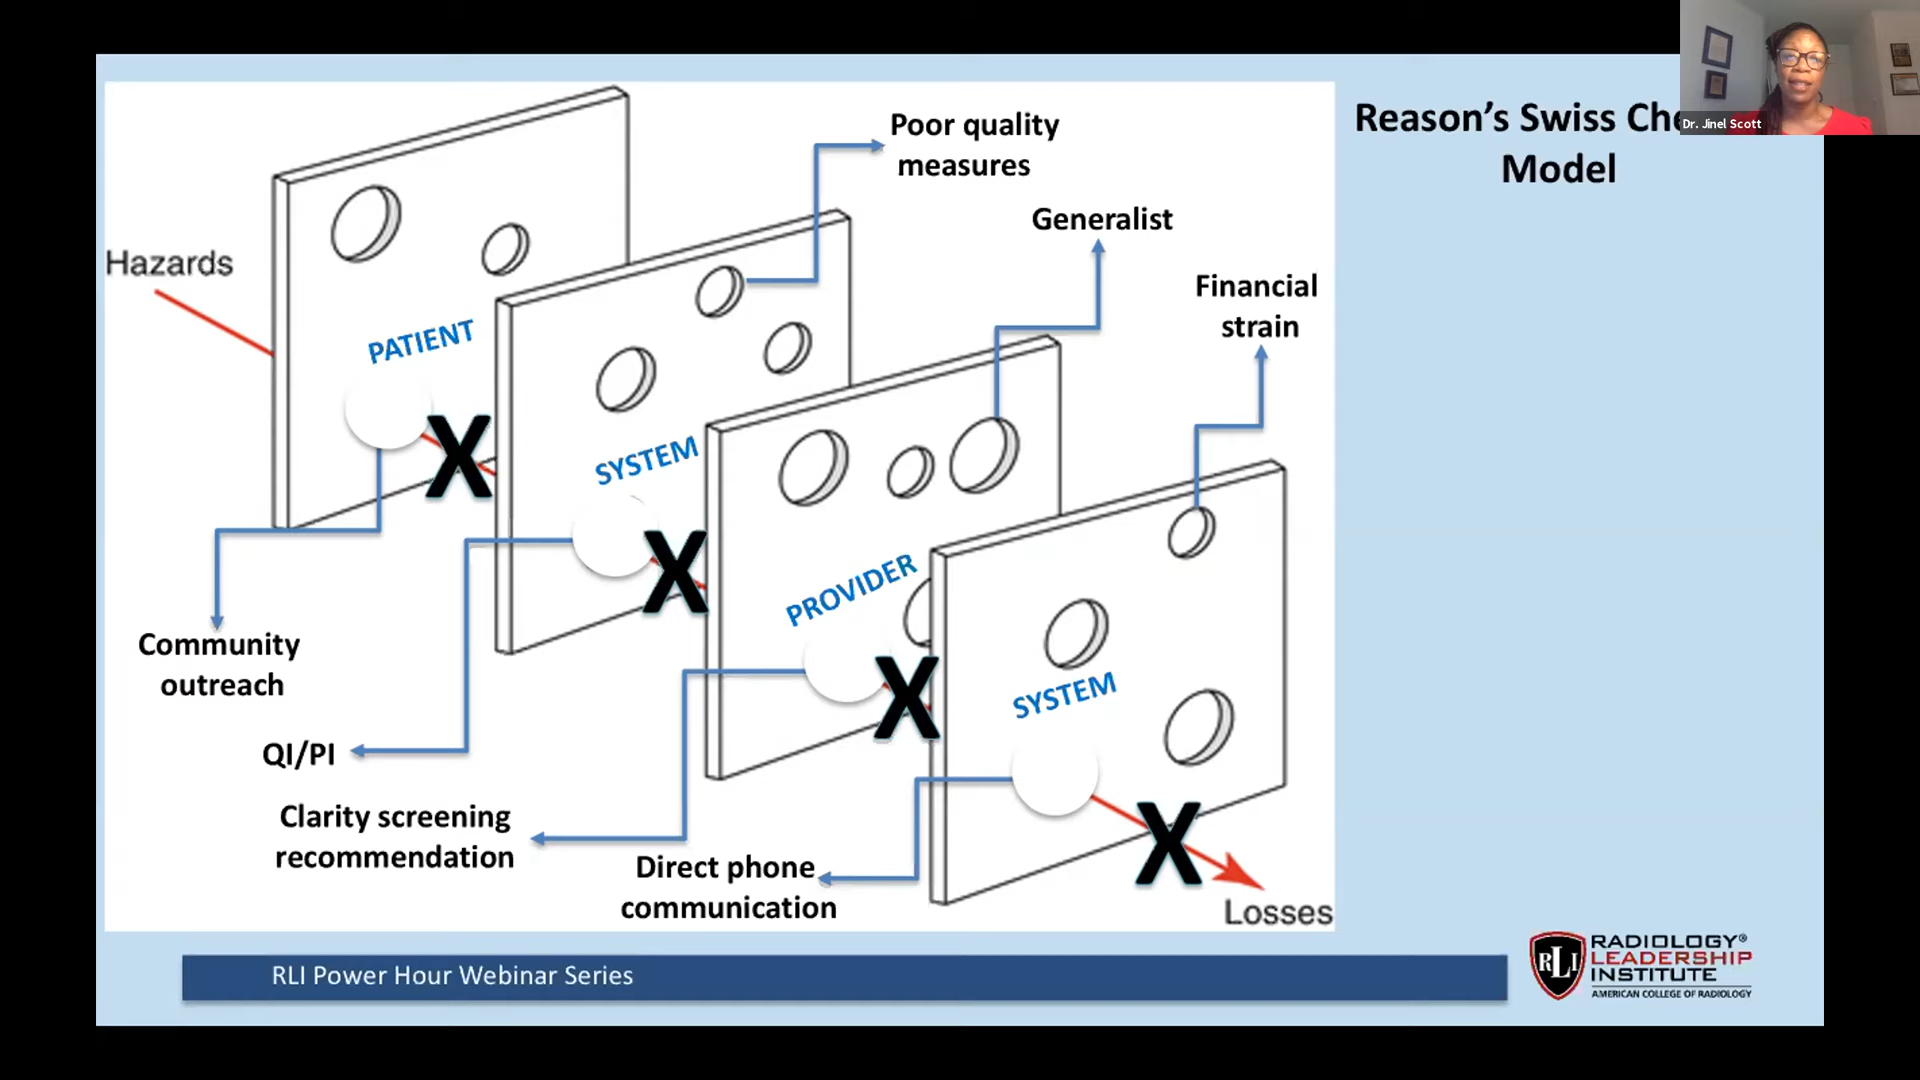 Dr. Jinel Scott
Reason's Swiss
Model
Poor quality
measures
Generalist
Financial
strain
Hazards
PATIENT
SYSTEM
PROVIDER
SYSTEM
X
X
X
X
Community
outreach
QI/PI
Clarity screening
recommendation
Direct phone
communication
Losses
RLI Power Hour Webinar Series
RLI
RADIOLOGY®
LEADERSHIP
INSTITUTE
AMERICAN COLLEGE OF RADIOLOGY